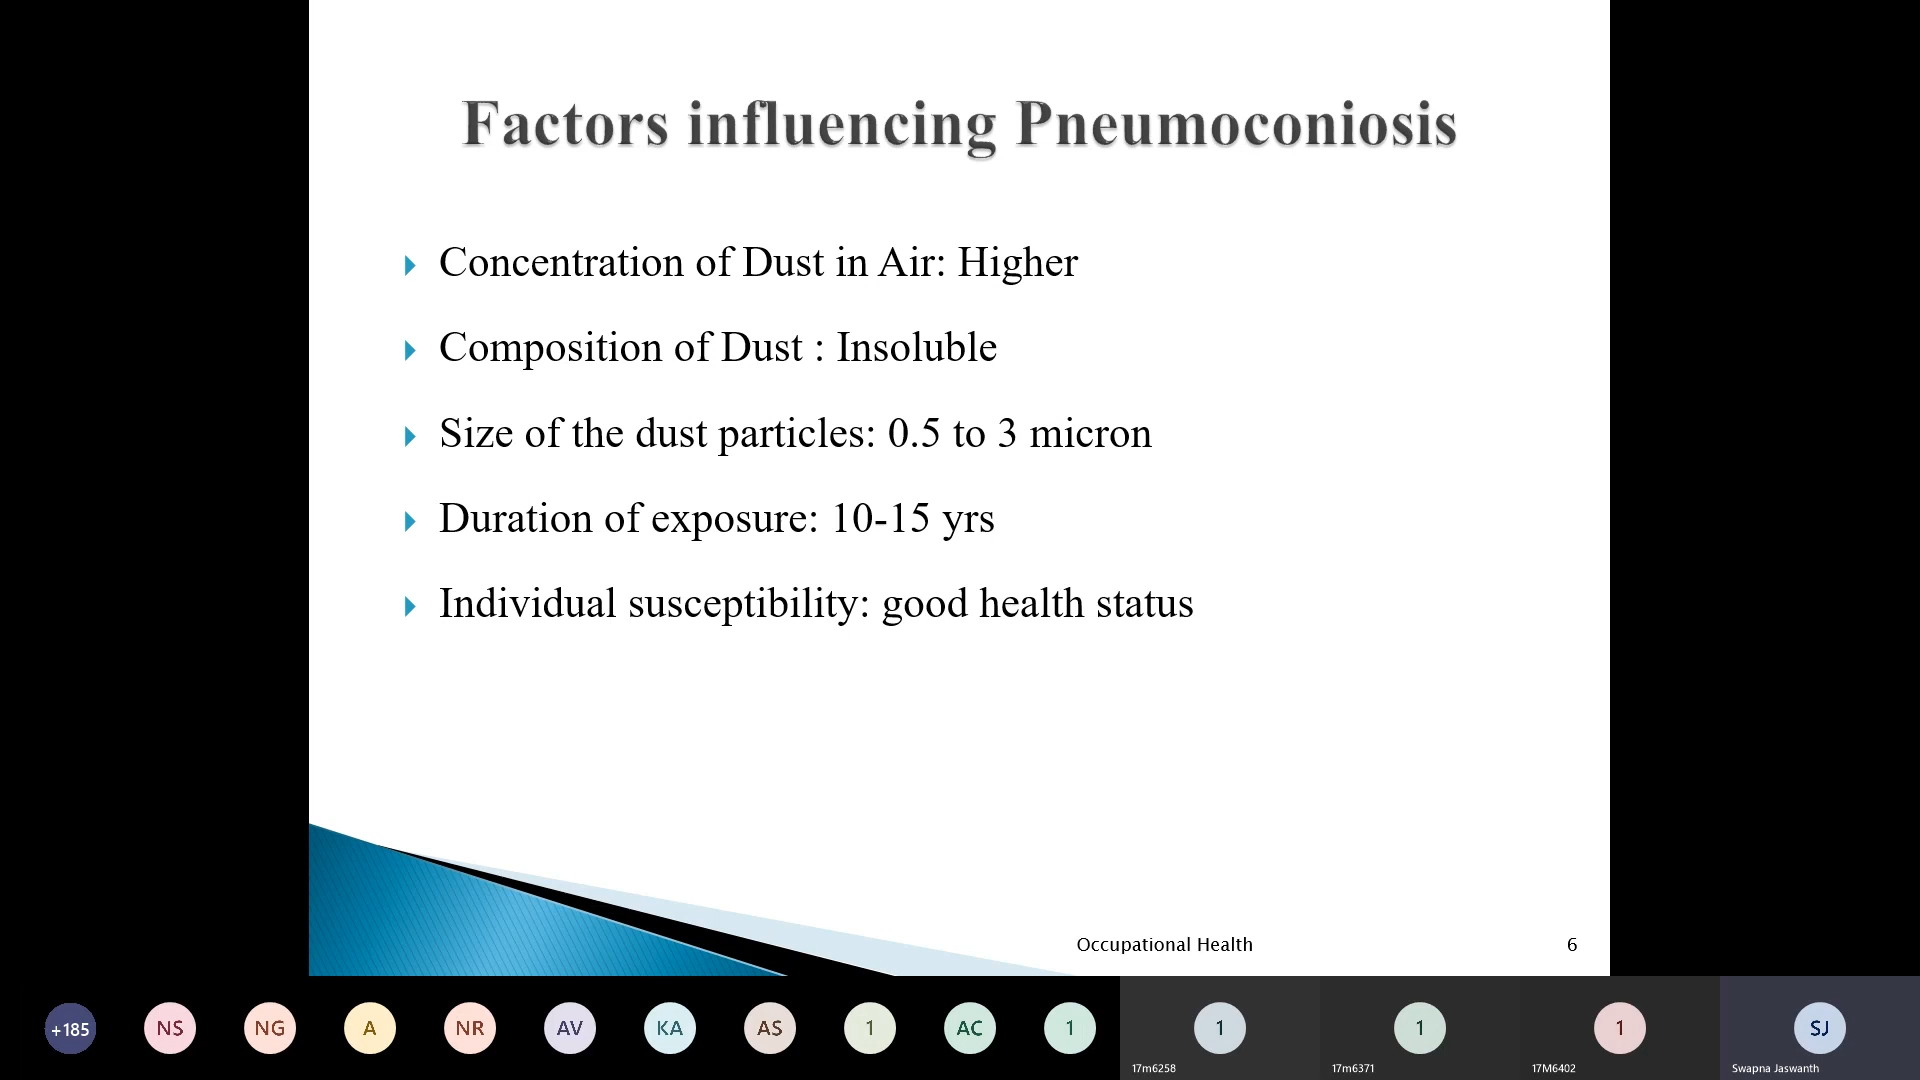 Factors influencing Pneumoconiosis
Concentration of Dust in Air: Higher
Composition of Dust : Insoluble
Size of the dust particles: 0.5 to 3 micron
Duration of exposure: 10-15 yrs
Individual susceptibility: good health status
Occupational Health
6
+185
NS
NG
A
NR
AV
KA
AS
1
AC
1
1
17m6258
1
17m6371
1
17M6402
SJ
Swapna Jaswanth